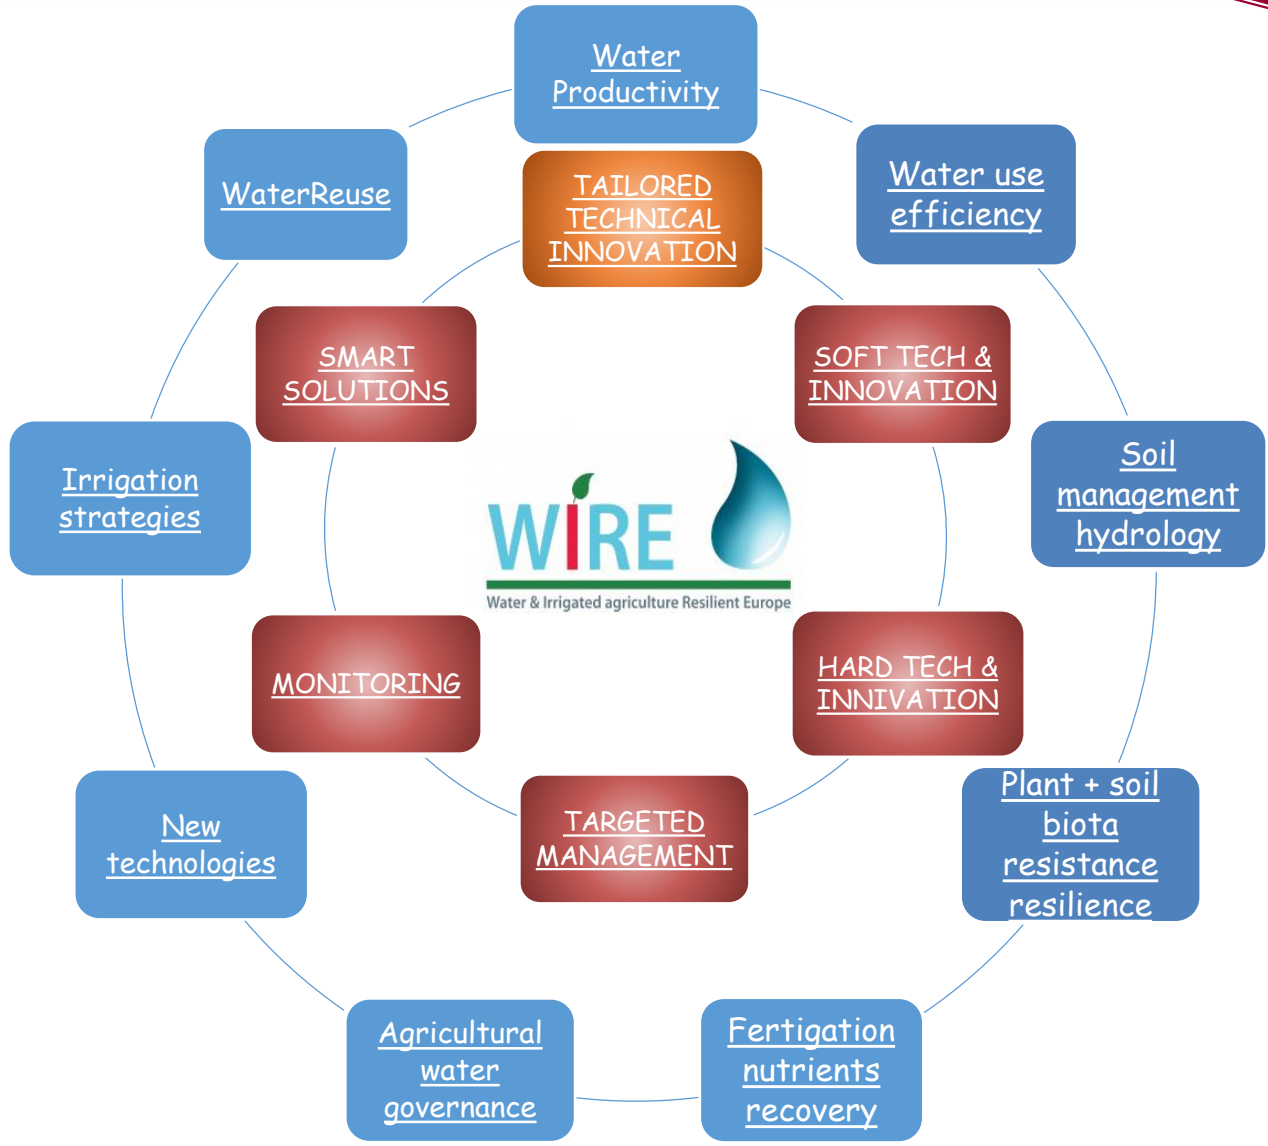 Water
Productivity
WaterReuse
Water use
efficiency
TAILORED
TECHNICAL
INNOVATION
SMART
SOLUTIONS
SOFT TECH &
INNOVATION
Irrigation
strategies
Soil
management
hydrology
WIRE
Water & Irrigated agriculture Resilient Europe
MONITORING
HARD TECH &
INNIVATION
New
technologies
TARGETED
MANAGEMENT
Plant + soil
biota
resistance
resilience
Agricultural
water
governance
Fertigation
nutrients
recovery